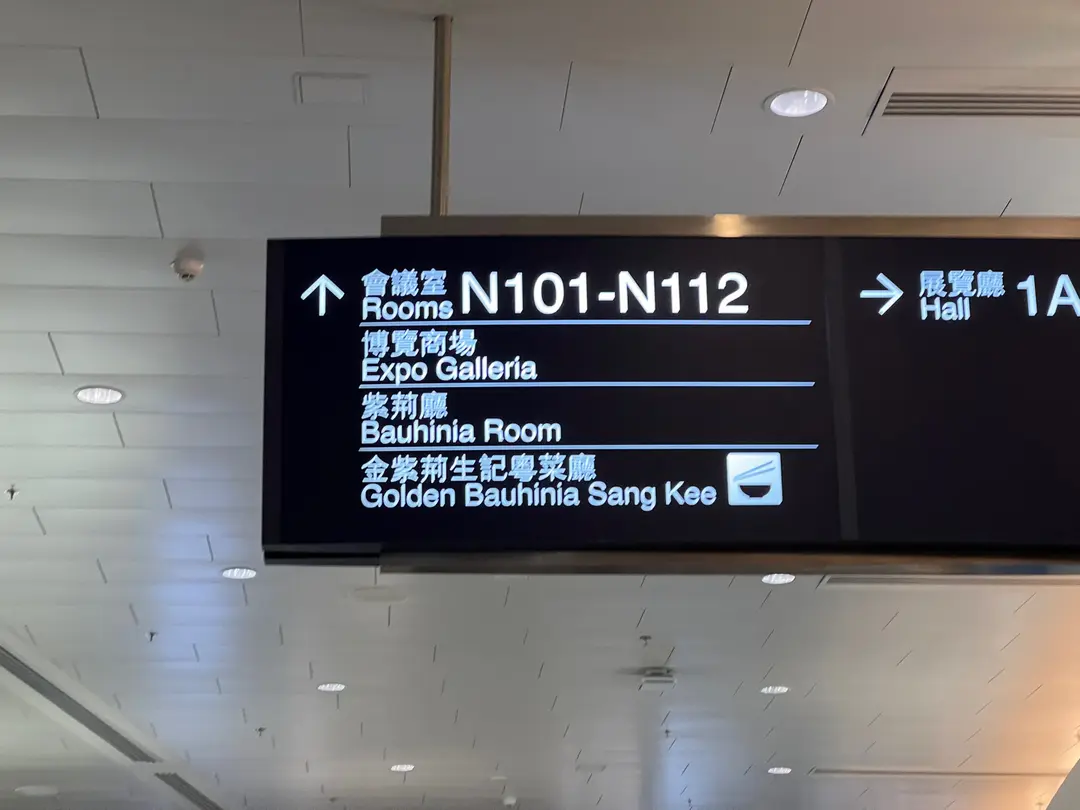 會議室
Rooms N101-N112
博覽商場
Expo Galleria
紫荊廳
Bauhinia Room
金紫荊生記粵菜廳
Golden Bauhinia Sang Kee
展覽廳
Hall 1A